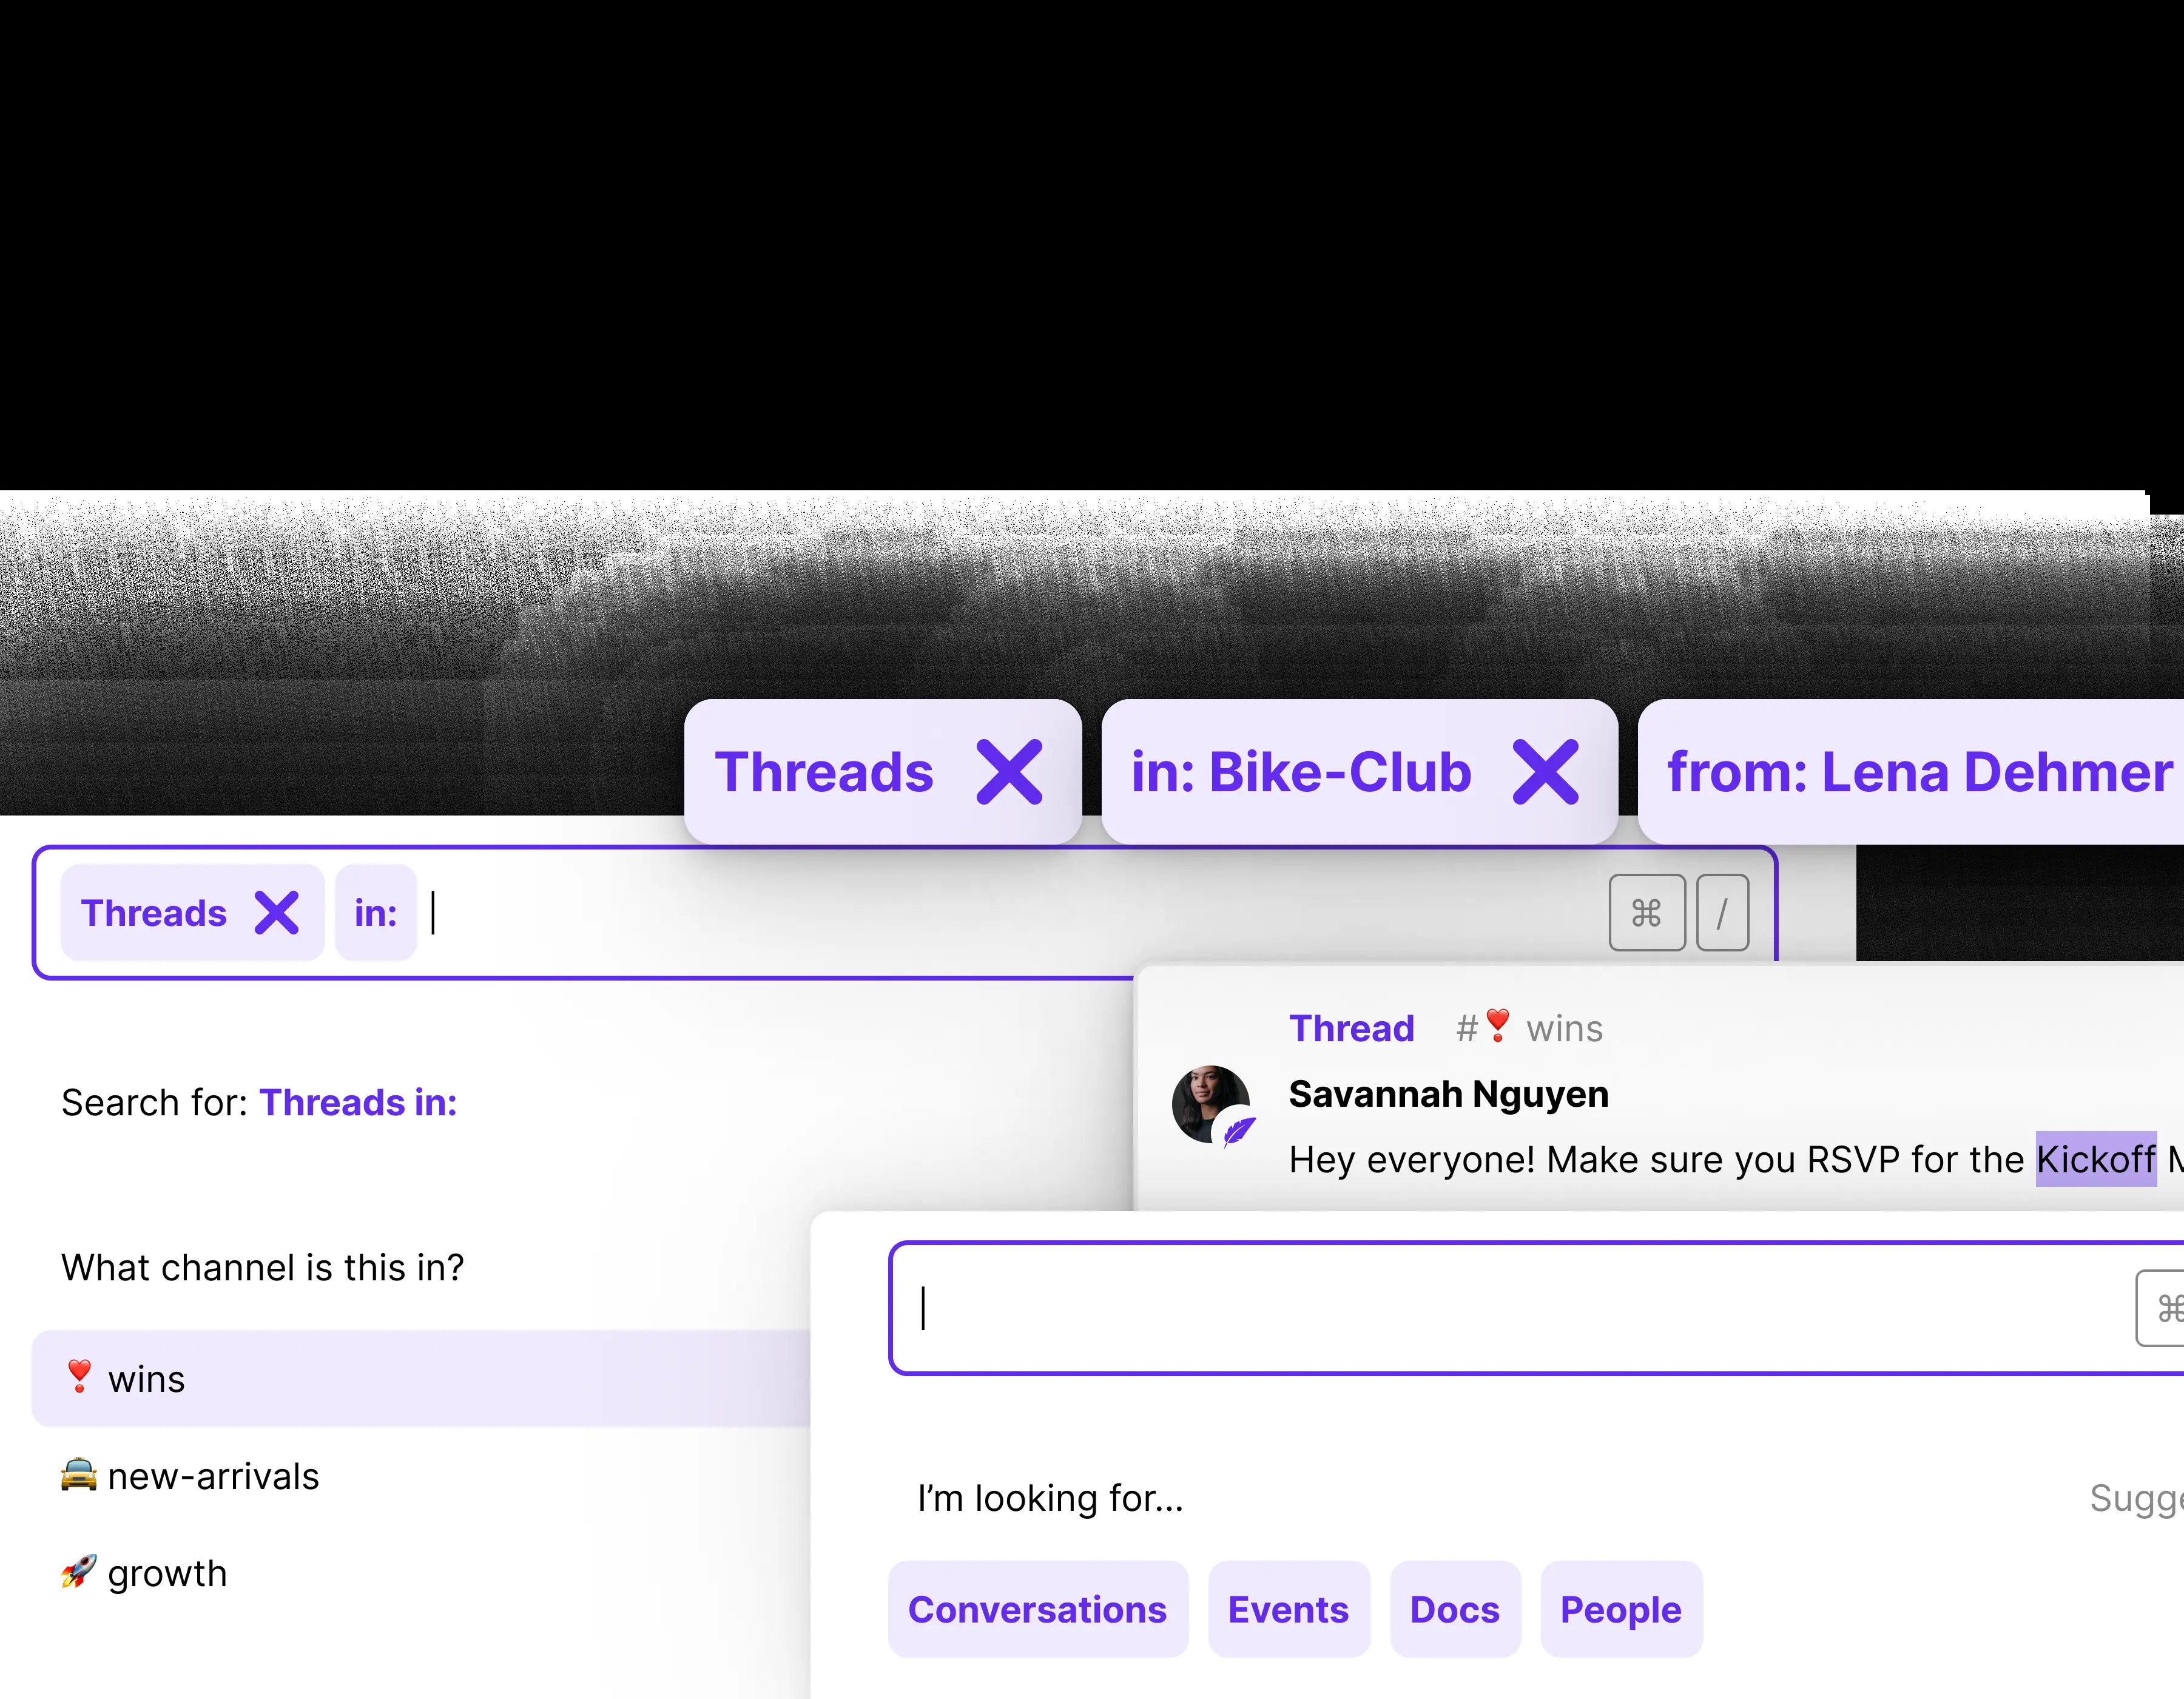 Threads in: Bike-Club from: Lena Dehmer
Threads in: ⌘ /
Thread #❣️ wins
Savannah Nguyen
Hey everyone! Make sure you RSVP for the Kickoff M
Search for: Threads in:
What channel is this in?
❣️ wins
🚖 new-arrivals
🚀 growth
⌘
I’m looking for...
Sugge
Conversations Events Docs People